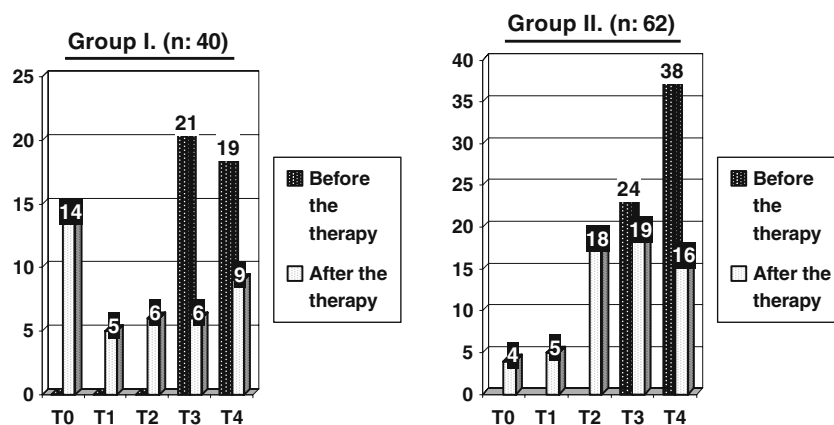 Group I. (n: 40)
25
20
15
10
5
0
14
5
6
21
6
19
9
T0 T1 T2 T3 T4
Before
the
therapy
After the
therapy
Group II. (n: 62)
40
35
30
25
20
15
10
5
0
4
5
18
24
19
38
16
T0 T1 T2 T3 T4
Before
the
therapy
After the
therapy